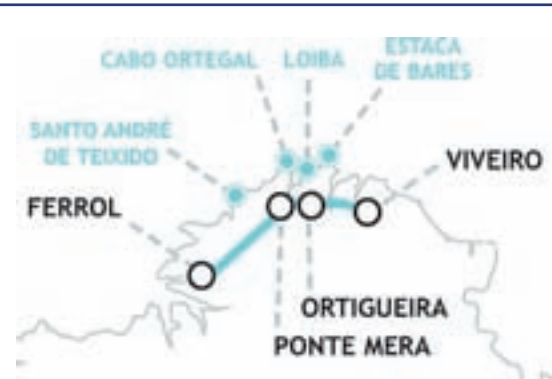 CABO ORTEGAL
LOIBA
ESTACA
DE BARES
SANTO ANDRÉ
DE TEIXIDO
VIVEIRO
FERROL
ORTIGUEIRA
PONTE MERA